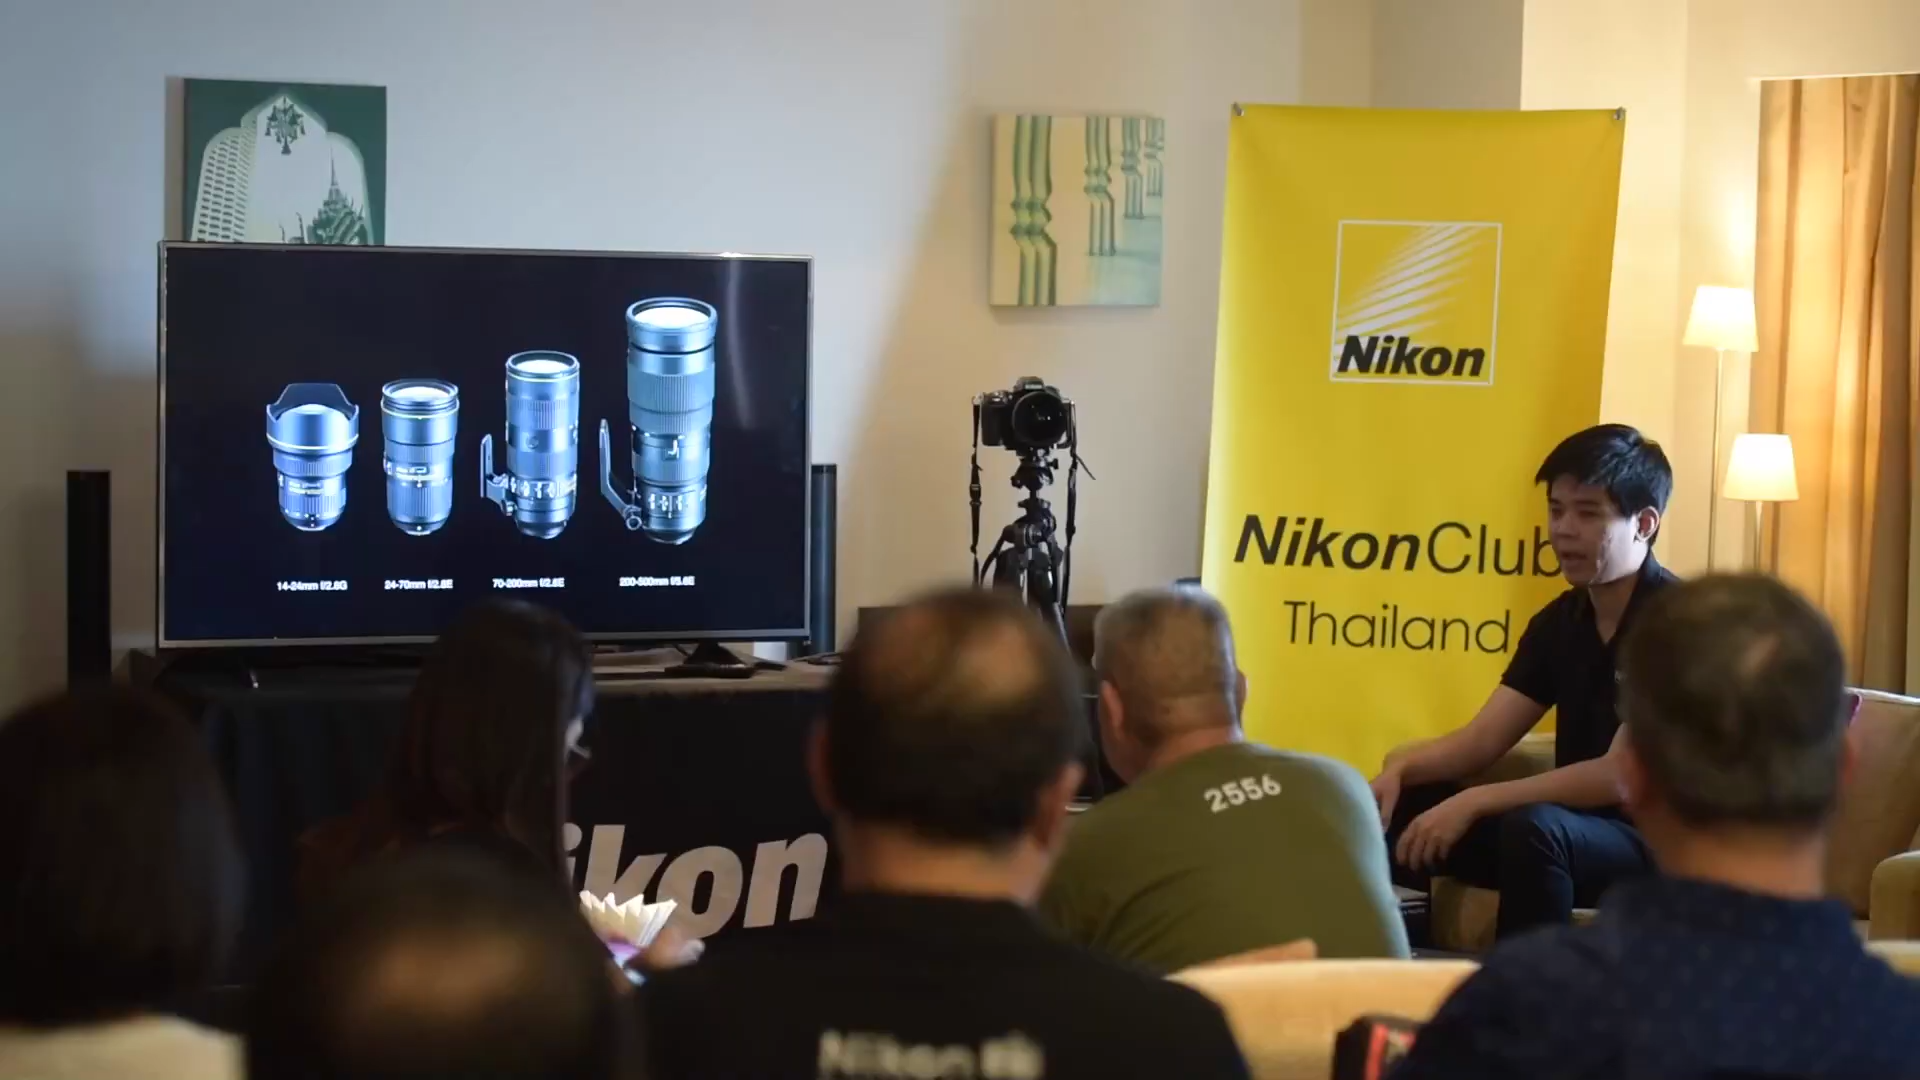 14-24mm f/2.8G
24-70mm f/2.8E
70-200mm f/2.8E
200-500mm f/5.6E
Nikon
NikonClub
Thailand
2556
ikon
Nikon